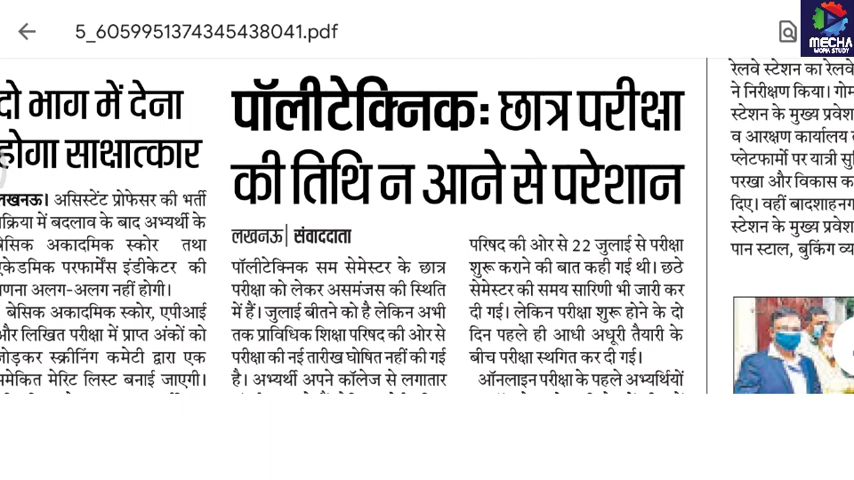 5_6059951374345438041.pdf
MECHA
WORK STUDY
दो भाग में देना
होगा साक्षात्कार
लखनऊ। असिस्टेंट प्रोफेसर की भर्ती
प्रक्रिया में बदलाव के बाद अभ्यर्थी के
बेसिक अकादमिक स्कोर तथा
एकेडमिक परफार्मेंस इंडीकेटर की
गणना अलग-अलग नहीं होगी।
बेसिक अकादमिक स्कोर, एपीआई
और लिखित परीक्षा में प्राप्त अंकों को
जोड़कर स्क्रीनिंग कमेटी द्वारा एक
समेकित मेरिट लिस्ट बनाई जाएगी।
पॉलीटेक्निक: छात्र परीक्षा
की तिथि न आने से परेशान
लखनऊ | संवाददाता
पॉलीटेक्निक सम सेमेस्टर के छात्र
परीक्षा को लेकर असमंजस की स्थिति
में हैं। जुलाई बीतने को है लेकिन अभी
तक प्राविधिक शिक्षा परिषद की ओर से
परीक्षा की नई तारीख घोषित नहीं की गई
है। अभ्यर्थी अपने कॉलेज से लगातार
परिषद की ओर से 22 जुलाई से परीक्षा
शुरू कराने की बात कही गई थी। छठे
सेमेस्टर की समय सारिणी भी जारी कर
दी गई। लेकिन परीक्षा शुरू होने के दो
दिन पहले ही आधी अधूरी तैयारी के
बीच परीक्षा स्थगित कर दी गई।
ऑनलाइन परीक्षा के पहले अभ्यर्थियों
रेलवे स्टेशन का रेलवे
ने निरीक्षण किया। गोम
स्टेशन के मुख्य प्रवेश
व आरक्षण कार्यालय
प्लेटफार्मो पर यात्री सु
परखा और विकास क
दिए। वहीं बादशाहनग
स्टेशन के मुख्य प्रवेश
पान स्टाल, बुकिंग व्य